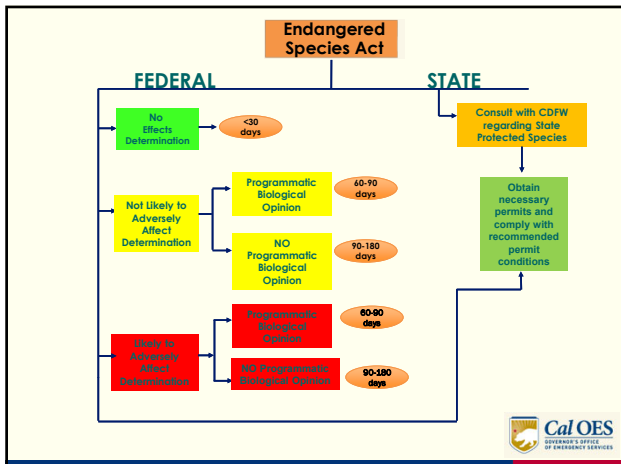 Endangered
Species Act
FEDERAL
STATE
No
Effects
Determination
<30
days
Consult with CDFW
regarding State
Protected Species
Not Likely to
Adversely
Affect
Determination
Programmatic
Biological
Opinion
60-90
days
NO
Programmatic
Biological
Opinion
90-180
days
Obtain
necessary
permits and
comply with
recommended
permit
conditions
Likely to
Adversely
Affect
Determination
Programmatic
Biological
Opinion
60-90
days
NO Programmatic
Biological Opinion
90-180
days
Cal OES
GOVERNOR'S OFFICE
OF EMERGENCY SERVICES